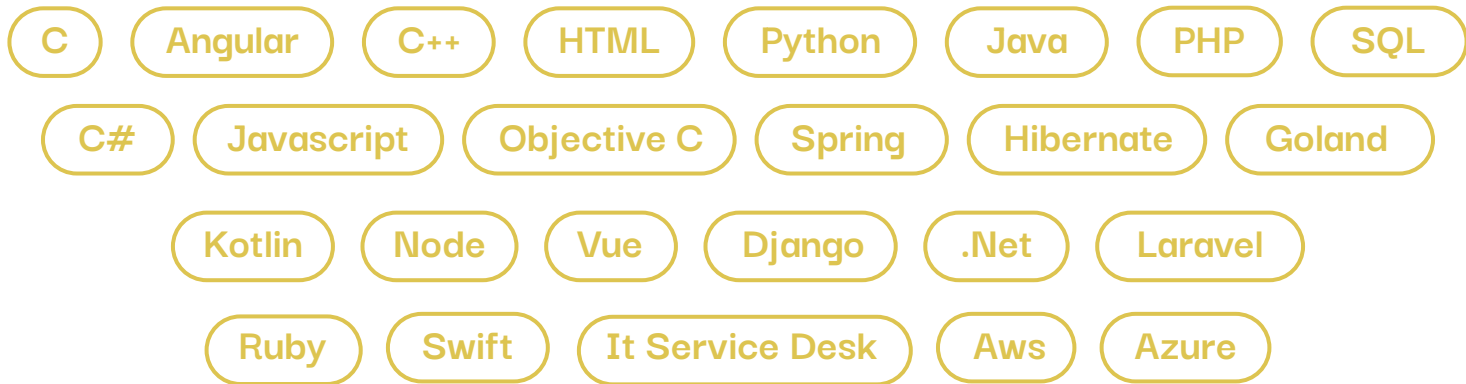 C Angular C++ HTML Python Java PHP SQL
C# Javascript Objective C Spring Hibernate Goland
Kotlin Node Vue Django .Net Laravel
Ruby Swift It Service Desk Aws Azure